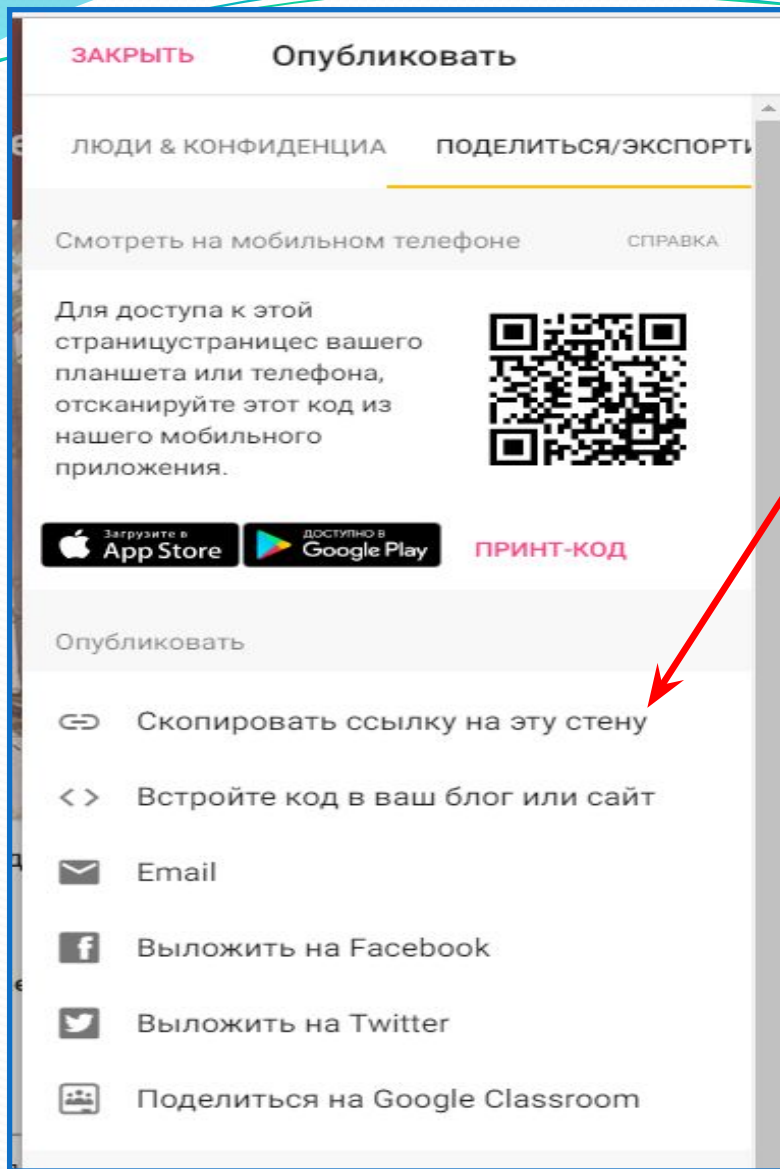 ЗАКРЫТЬ Опубликовать
ЛЮДИ & КОНФИДЕНЦИА ПОДЕЛИТЬСЯ/ЭКСПОРТИ
Смотреть на мобильном телефоне СПРАВКА
Для доступа к этой
страницустраницес вашего
планшета или телефона,
отсканируйте этот код из
нашего мобильного
приложения.
Загрузите в
App Store
ДОСТУПНО В
Google Play
ПРИНТ-КОД
Опубликовать
Скопировать ссылку на эту стену
Встройте код в ваш блог или сайт
Email
Выложить на Facebook
Выложить на Twitter
Поделиться на Google Classroom